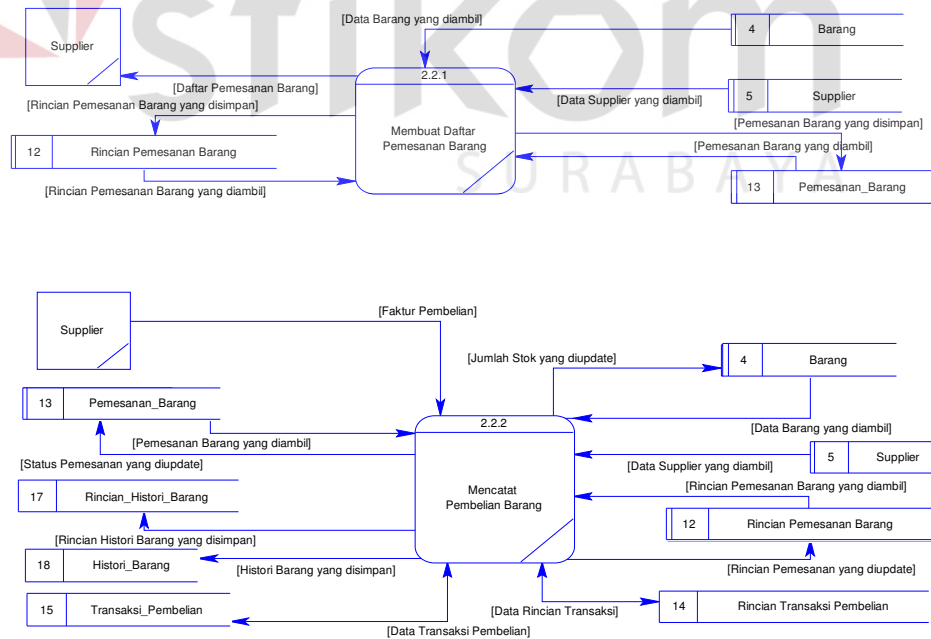 stikom
SURABAYA
[Data Barang yang diambil]
Supplier
4 Barang
2.2.1
[Daftar Pemesanan Barang]
[Data Supplier yang diambil]
5 Supplier
[Rincian Pemesanan Barang yang disimpan]
Membuat Daftar
Pemesanan Barang
[Pemesanan Barang yang disimpan]
12 Rincian Pemesanan Barang
[Pemesanan Barang yang diambil]
[Rincian Pemesanan Barang yang diambil]
13 Pemesanan_Barang
Supplier
[Faktur Pembelian]
[Jumlah Stok yang diupdate]
4 Barang
13 Pemesanan_Barang
2.2.2
[Data Barang yang diambil]
[Pemesanan Barang yang diambil]
[Status Pemesanan yang diupdate]
[Data Supplier yang diambil]
5 Supplier
[Rincian Pemesanan Barang yang diambil]
17 Rincian_Histori_Barang
Mencatat
Pembelian Barang
12 Rincian Pemesanan Barang
[Rincian Histori Barang yang disimpan]
18 Histori_Barang
[Histori Barang yang disimpan]
[Rincian Pemesanan yang diupdate]
15 Transaksi_Pembelian
[Data Rincian Transaksi]
14 Rincian Transaksi Pembelian
[Data Transaksi Pembelian]